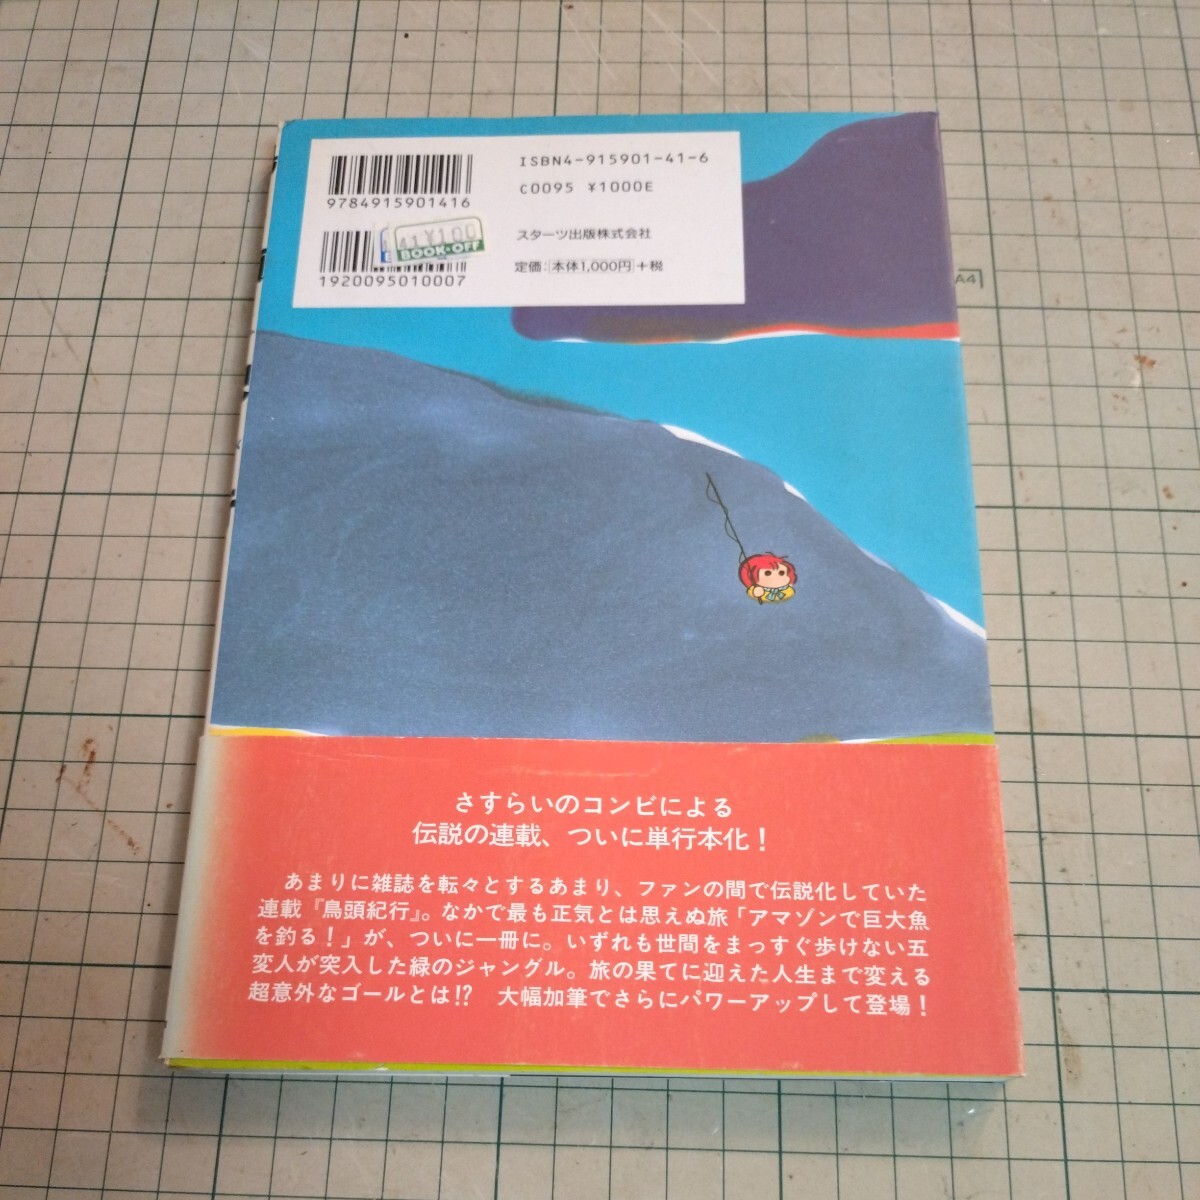 ISBN4-915901-41-6
C0095 ¥1000E
9784915901416
41 ¥100
BOOK・OFF
スターツ出版株式会社
定価：本体1,000円＋税
1920095010007
A4
さすらいのコンビによる
伝説の連載、ついに単行本化！
あまりに雑誌を転々とするあまり、ファンの間で伝説化していた
連載『鳥頭紀行』。なかで最も正気とは思えぬ旅「アマゾンで巨大魚
を釣る！」が、ついに一冊に。いずれも世間をまっすぐ歩けない五
変人が突入した緑のジャングル。旅の果てに迎えた人生まで変える
超意外なゴールとは!?　大幅加筆でさらにパワーアップして登場！